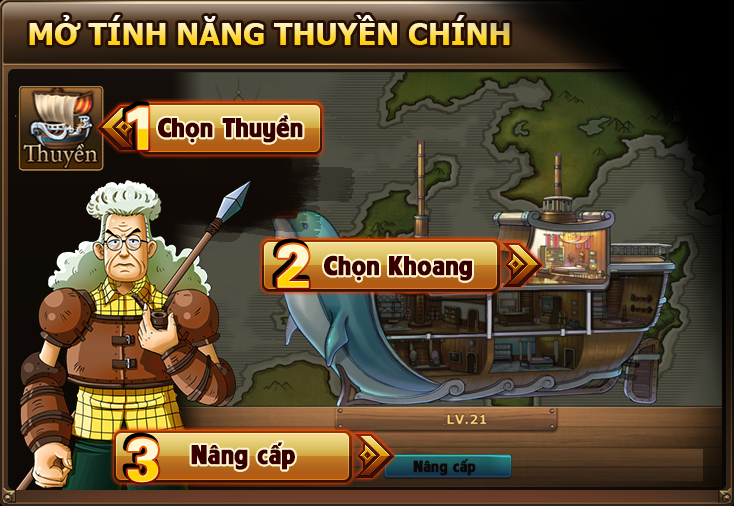 MỞ TÍNH NĂNG THUYỀN CHÍNH
Thuyền
1 Chọn Thuyền
2 Chọn Khoang
LV.21
3 Nâng cấp
Nâng cấp